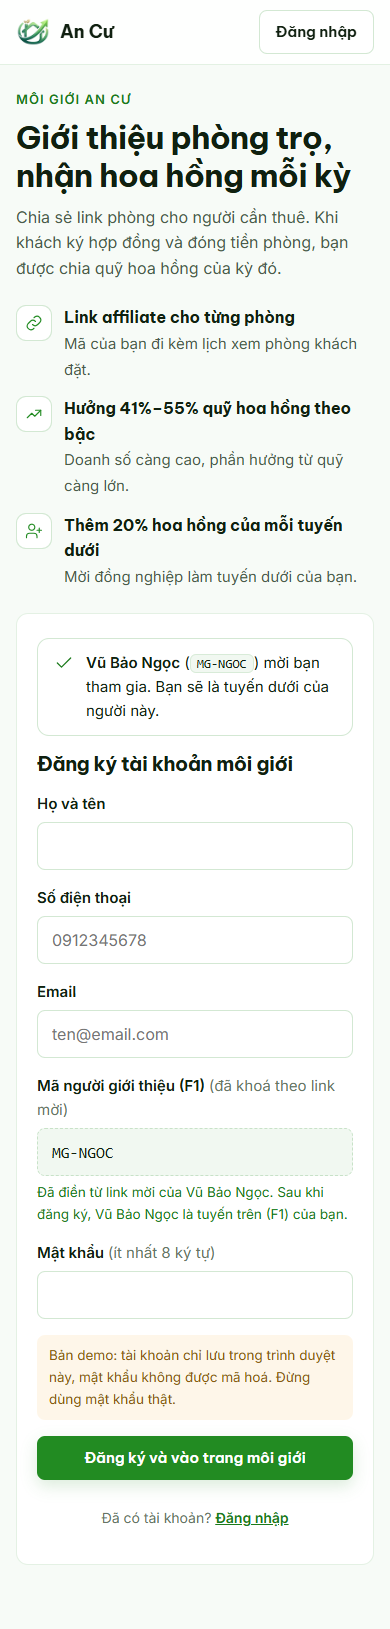 An Cư
Đăng nhập
MÔI GIỚI AN CƯ
Giới thiệu phòng trọ,
nhận hoa hồng mỗi kỳ
Chia sẻ link phòng cho người cần thuê. Khi
khách ký hợp đồng và đóng tiền phòng, bạn
được chia quỹ hoa hồng của kỳ đó.
Link affiliate cho từng phòng
Mã của bạn đi kèm lịch xem phòng khách
đặt.
Hưởng 41%–55% quỹ hoa hồng theo
bậc
Doanh số càng cao, phần hưởng từ quỹ
càng lớn.
Thêm 20% hoa hồng của mỗi tuyến
dưới
Mời đồng nghiệp làm tuyến dưới của bạn.
Vũ Bảo Ngọc (MG-NGOC) mời bạn
tham gia. Bạn sẽ là tuyến dưới của
người này.
Đăng ký tài khoản môi giới
Họ và tên
Số điện thoại
0912345678
Email
ten@email.com
Mã người giới thiệu (F1) (đã khoá theo link
mời)
MG-NGOC
Đã điền từ link mời của Vũ Bảo Ngọc. Sau khi
đăng ký, Vũ Bảo Ngọc là tuyến trên (F1) của bạn.
Mật khẩu (ít nhất 8 ký tự)
Bản demo: tài khoản chỉ lưu trong trình duyệt
này, mật khẩu không được mã hoá. Đừng
dùng mật khẩu thật.
Đăng ký và vào trang môi giới
Đã có tài khoản? Đăng nhập